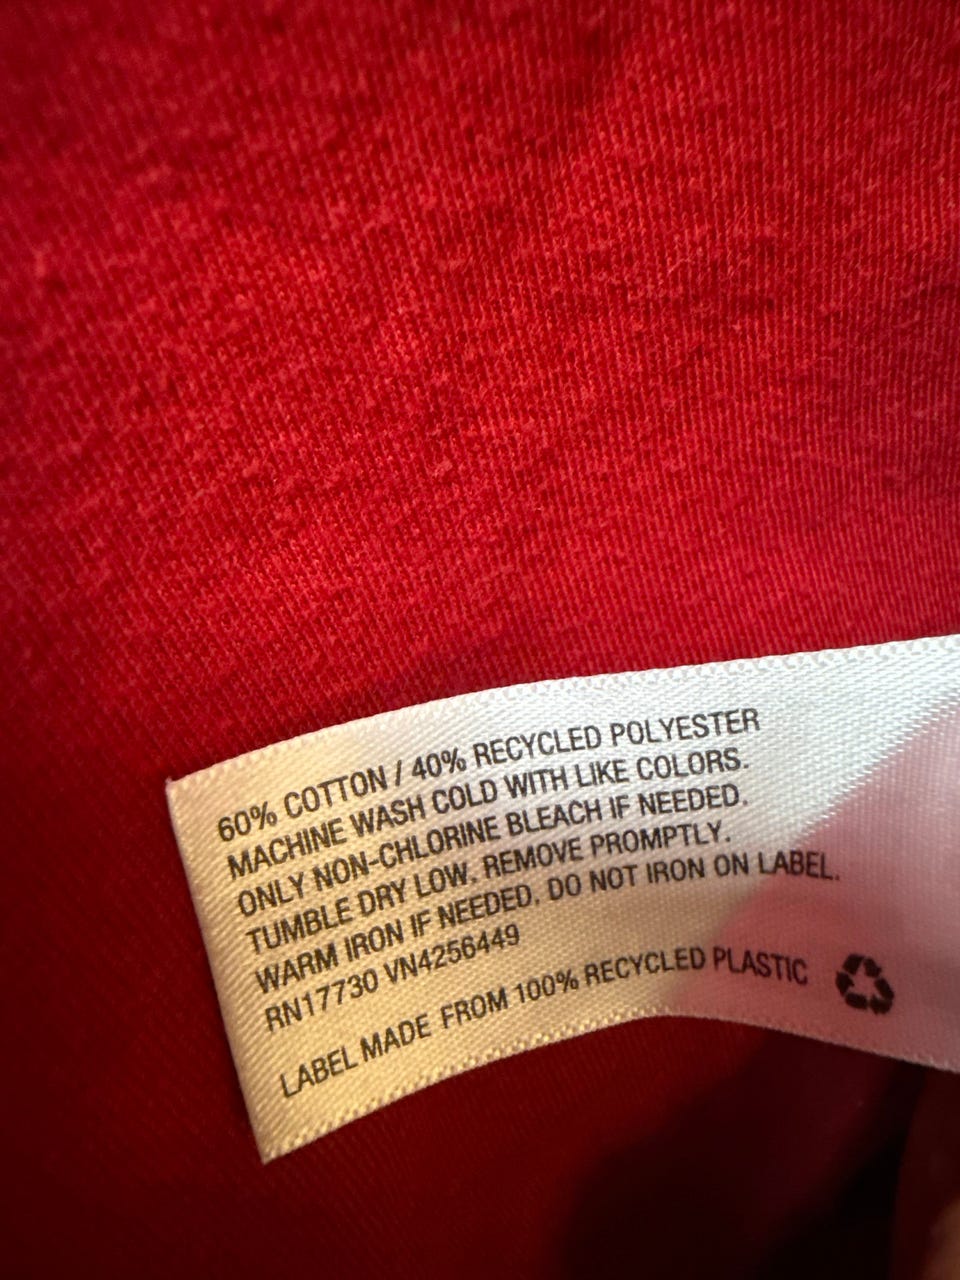 60% COTTON / 40% RECYCLED POLYESTER
MACHINE WASH COLD WITH LIKE COLORS.
ONLY NON-CHLORINE BLEACH IF NEEDED.
TUMBLE DRY LOW. REMOVE PROMPTLY.
WARM IRON IF NEEDED. DO NOT IRON ON LABEL.
RN17730 VN4256449
LABEL MADE FROM 100% RECYCLED PLASTIC